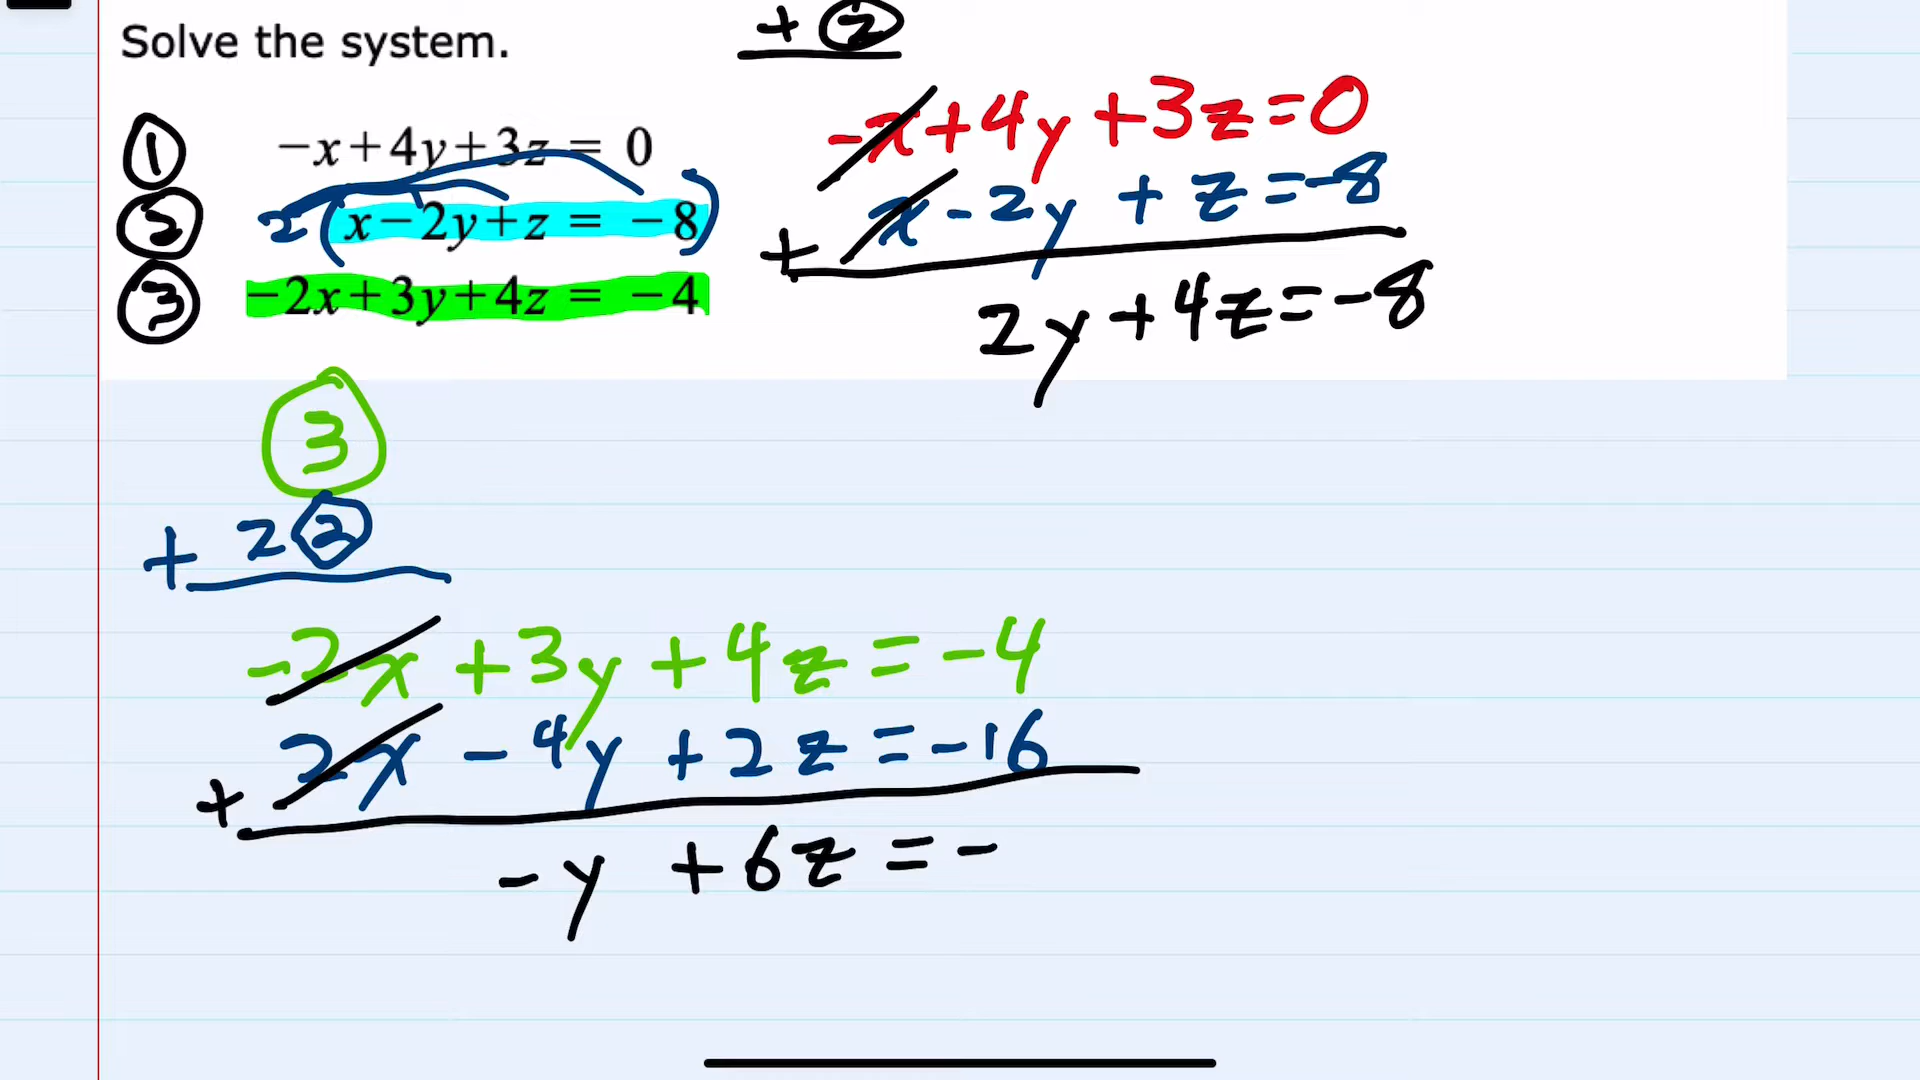 Solve the system.
① -x+4y+3z = 0
② 2(x-2y+z = -8)
③ -2x+3y+4z = -4
+ ②
-x+4y+3z=0
x-2y+z=-8
+
2y+4z=-8
③
+ 2②
-2x+3y+4z=-4
2x-4y+2z=-16
+
-y+6z=-